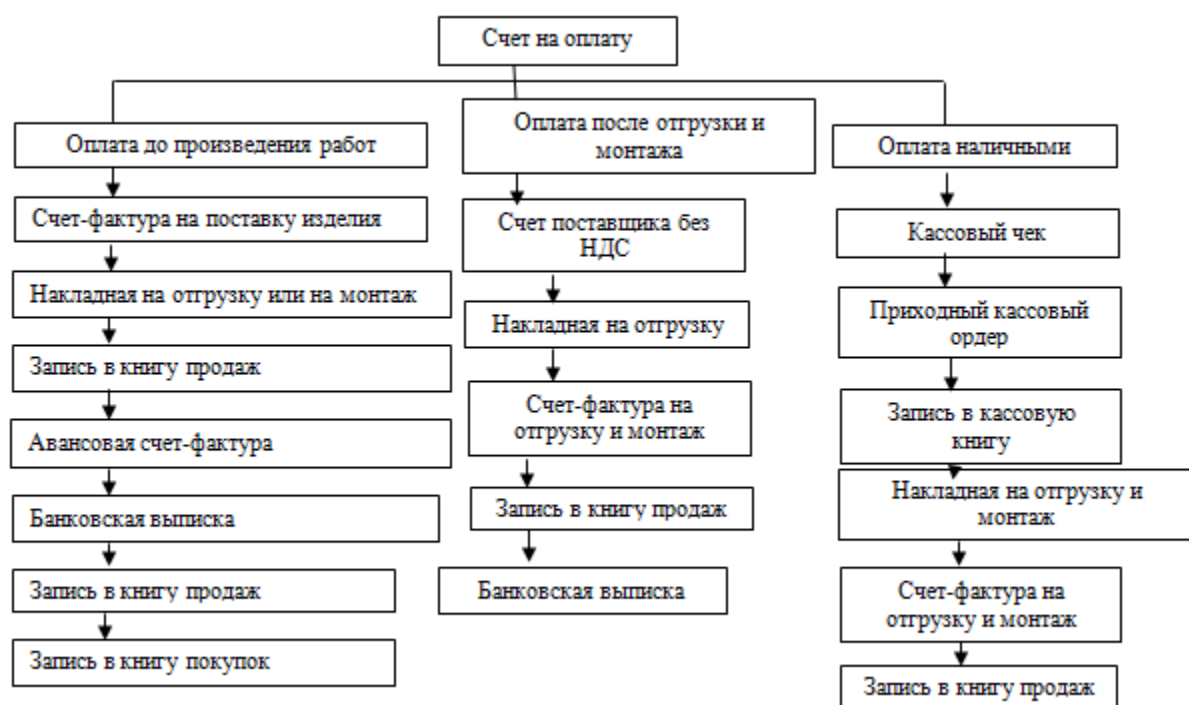 Счет на оплату
Оплата до произведения работ
Счет-фактура на поставку изделия
Накладная на отгрузку или на монтаж
Запись в книгу продаж
Авансовая счет-фактура
Банковская выписка
Запись в книгу продаж
Запись в книгу покупок
Оплата после отгрузки и
монтажа
Счет поставщика без
НДС
Накладная на отгрузку
Счет-фактура на
отгрузку и монтаж
Запись в книгу продаж
Банковская выписка
Оплата наличными
Кассовый чек
Приходный кассовый
ордер
Запись в кассовую
книгу
Накладная на отгрузку и
монтаж
Счет-фактура на
отгрузку и монтаж
Запись в книгу продаж